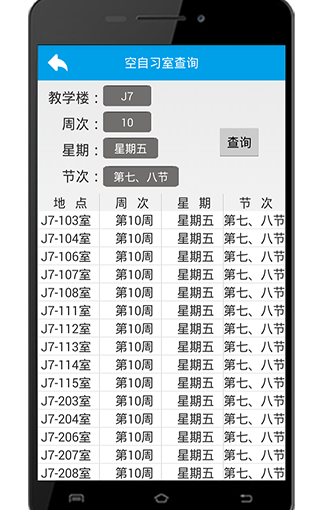 空自习室查询
教学楼： J7
周次： 10
星期： 星期五
查询
节次： 第七、八节
地 点 周 次 星 期 节 次
J7-103室 第10周 星期五 第七、八节
J7-104室 第10周 星期五 第七、八节
J7-106室 第10周 星期五 第七、八节
J7-107室 第10周 星期五 第七、八节
J7-108室 第10周 星期五 第七、八节
J7-111室 第10周 星期五 第七、八节
J7-112室 第10周 星期五 第七、八节
J7-113室 第10周 星期五 第七、八节
J7-114室 第10周 星期五 第七、八节
J7-115室 第10周 星期五 第七、八节
J7-203室 第10周 星期五 第七、八节
J7-204室 第10周 星期五 第七、八节
J7-206室 第10周 星期五 第七、八节
J7-207室 第10周 星期五 第七、八节
J7-208室 第10周 星期五 第七、八节